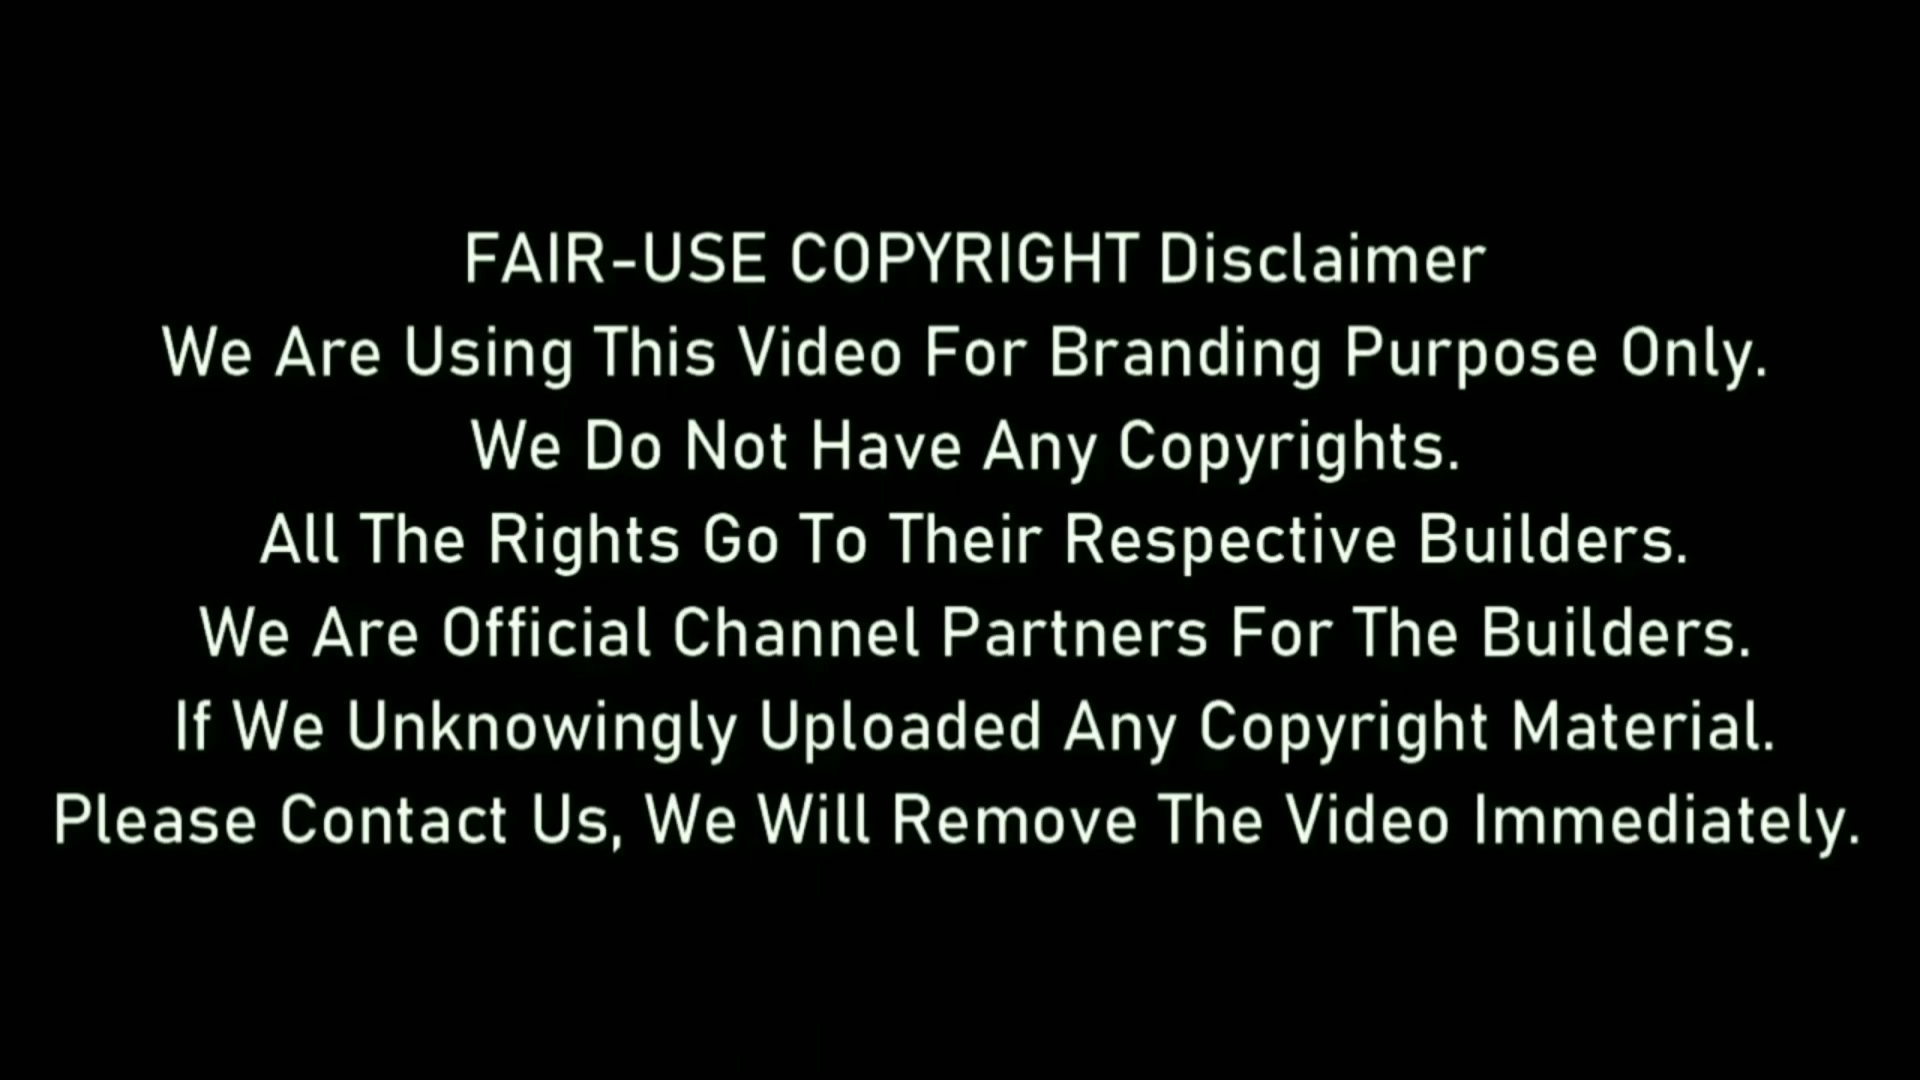 FAIR-USE COPYRIGHT Disclaimer
We Are Using This Video For Branding Purpose Only.
We Do Not Have Any Copyrights.
All The Rights Go To Their Respective Builders.
We Are Official Channel Partners For The Builders.
If We Unknowingly Uploaded Any Copyright Material.
Please Contact Us, We Will Remove The Video Immediately.